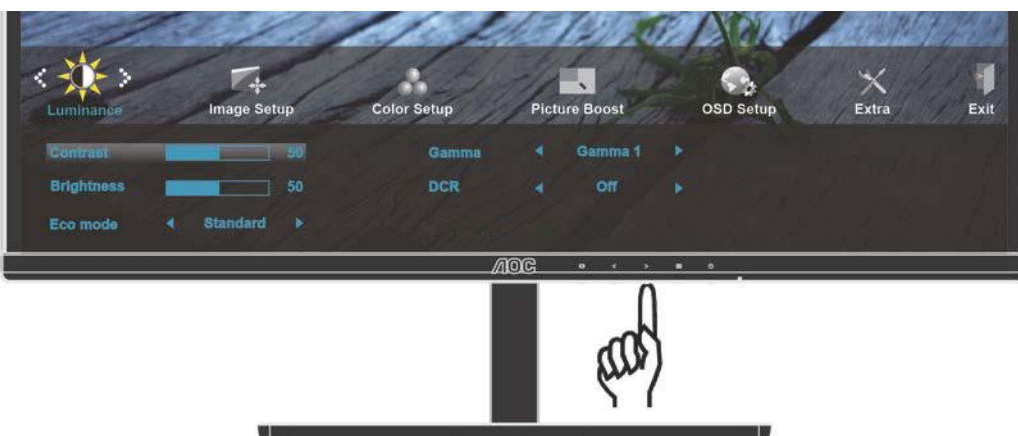 Luminance Image Setup Color Setup Picture Boost OSD Setup Extra Exit
Contrast 50 Gamma Gamma 1
Brightness 50 DCR Off
Eco mode Standard
AOC